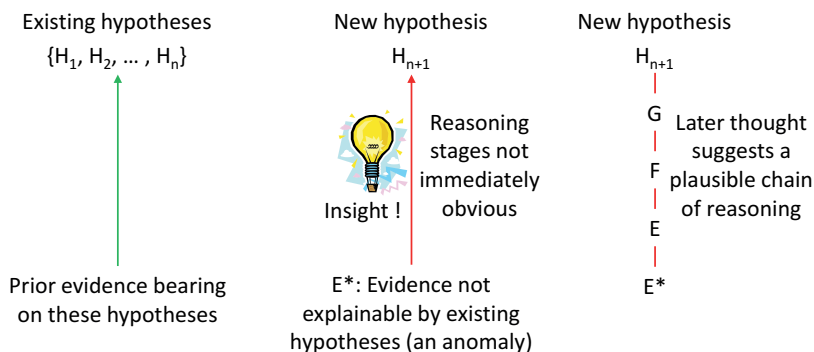 Existing hypotheses
{H₁, H₂, … , Hₙ}
Prior evidence bearing
on these hypotheses
New hypothesis
Hₙ₊₁
Insight !
Reasoning
stages not
immediately
obvious
E*: Evidence not
explainable by existing
hypotheses (an anomaly)
New hypothesis
Hₙ₊₁
G
F
E
E*
Later thought
suggests a
plausible chain
of reasoning